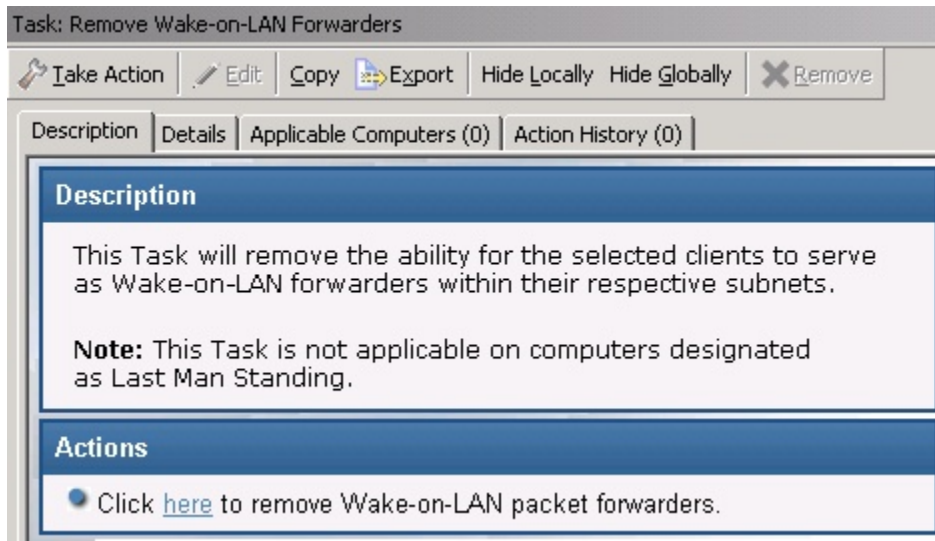 Task: Remove Wake-on-LAN Forwarders
Take Action Edit Copy Export Hide Locally Hide Globally Remove
Description Details Applicable Computers (0) Action History (0)
Description
This Task will remove the ability for the selected clients to serve
as Wake-on-LAN forwarders within their respective subnets.
Note: This Task is not applicable on computers designated
as Last Man Standing.
Actions
Click here to remove Wake-on-LAN packet forwarders.